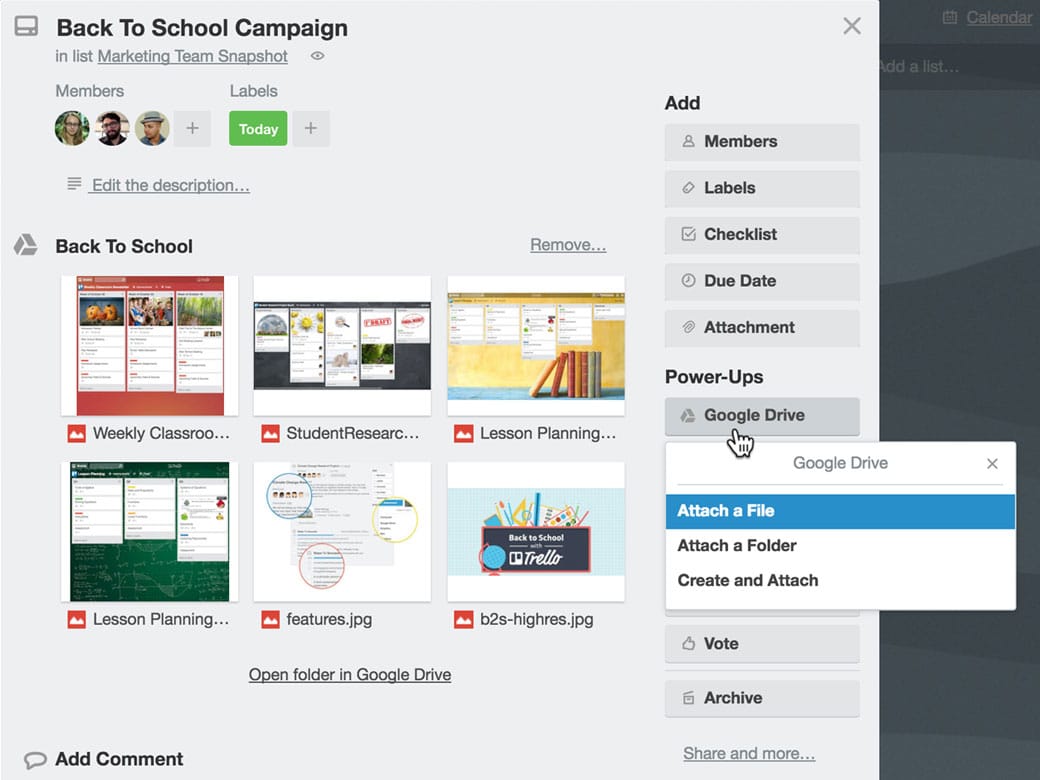 Back To School Campaign
in list Marketing Team Snapshot
Calendar
Add a list…
Members
Labels
Today
Edit the description…
Back To School
Remove…
Weekly Classroo…
StudentResearc…
Lesson Planning…
Lesson Planning…
features.jpg
Back to School
with
Trello
b2s-highres.jpg
Open folder in Google Drive
Add Comment
Add
Members
Labels
Checklist
Due Date
Attachment
Power-Ups
Google Drive
Google Drive
Attach a File
Attach a Folder
Create and Attach
Vote
Archive
Share and more…